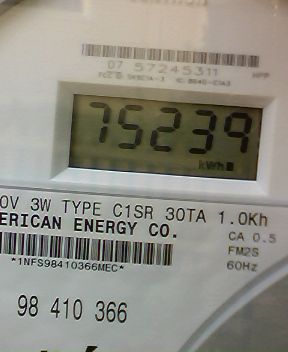 07 57245311
75239
kWh
0V 3W TYPE C1SR 30TA 1.0Kh
ERICAN ENERGY CO.
CA 0.5
FM2S
60Hz
*1NFS98410366MEC*
98 410 366